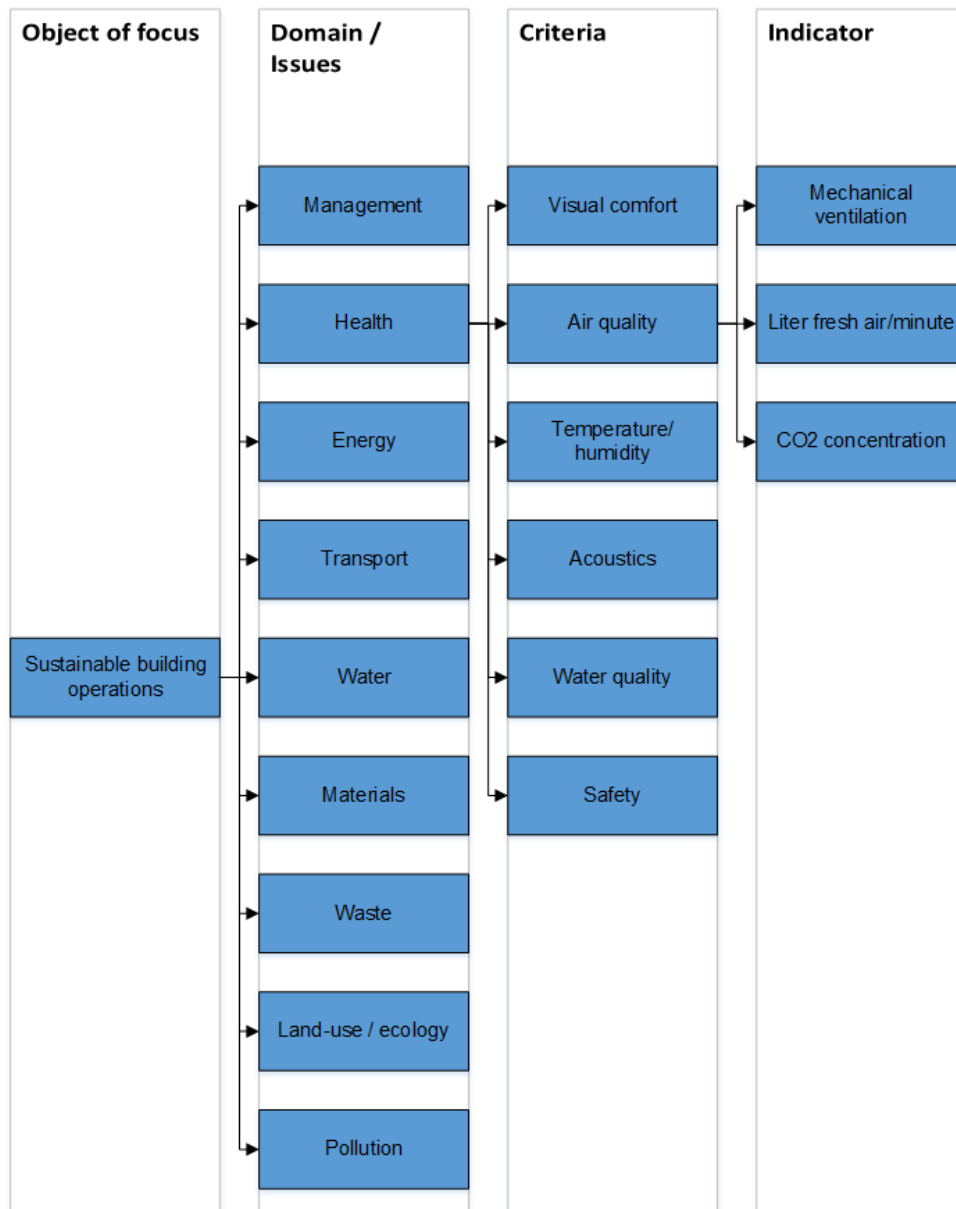 Object of focus
Domain /
Issues
Criteria
Indicator
Management
Visual comfort
Mechanical
ventilation
Health
Air quality
Liter fresh air/minute
Energy
Temperature/
humidity
CO2 concentration
Transport
Acoustics
Sustainable building
operations
Water
Water quality
Materials
Safety
Waste
Land-use / ecology
Pollution